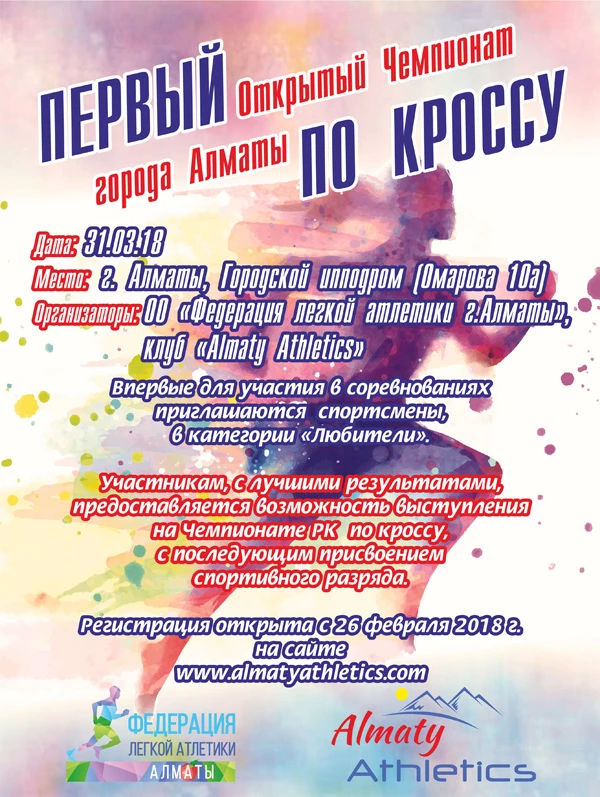 ПЕРВЫЙ Открытый Чемпионат
города Алматы ПО КРОССУ
Дата: 31.03.18
Место: г. Алматы, Городской ипподром (Омарова 10а)
Организаторы: ОО «Федерация легкой атлетики г.Алматы»,
клуб «Almaty Athletics»
Впервые для участия в соревнованиях
приглашаются спортсмены,
в категории «Любители».
Участникам, с лучшими результатами,
предоставляется возможность выступления
на Чемпионате РК по кроссу,
с последующим присвоением
спортивного разряда.
Регистрация открыта с 26 февраля 2018 г.
на сайте
www.almatyathletics.com
ФЕДЕРАЦИЯ
ЛЕГКОЙ АТЛЕТИКИ
АЛМАТЫ
Almaty
Athletics